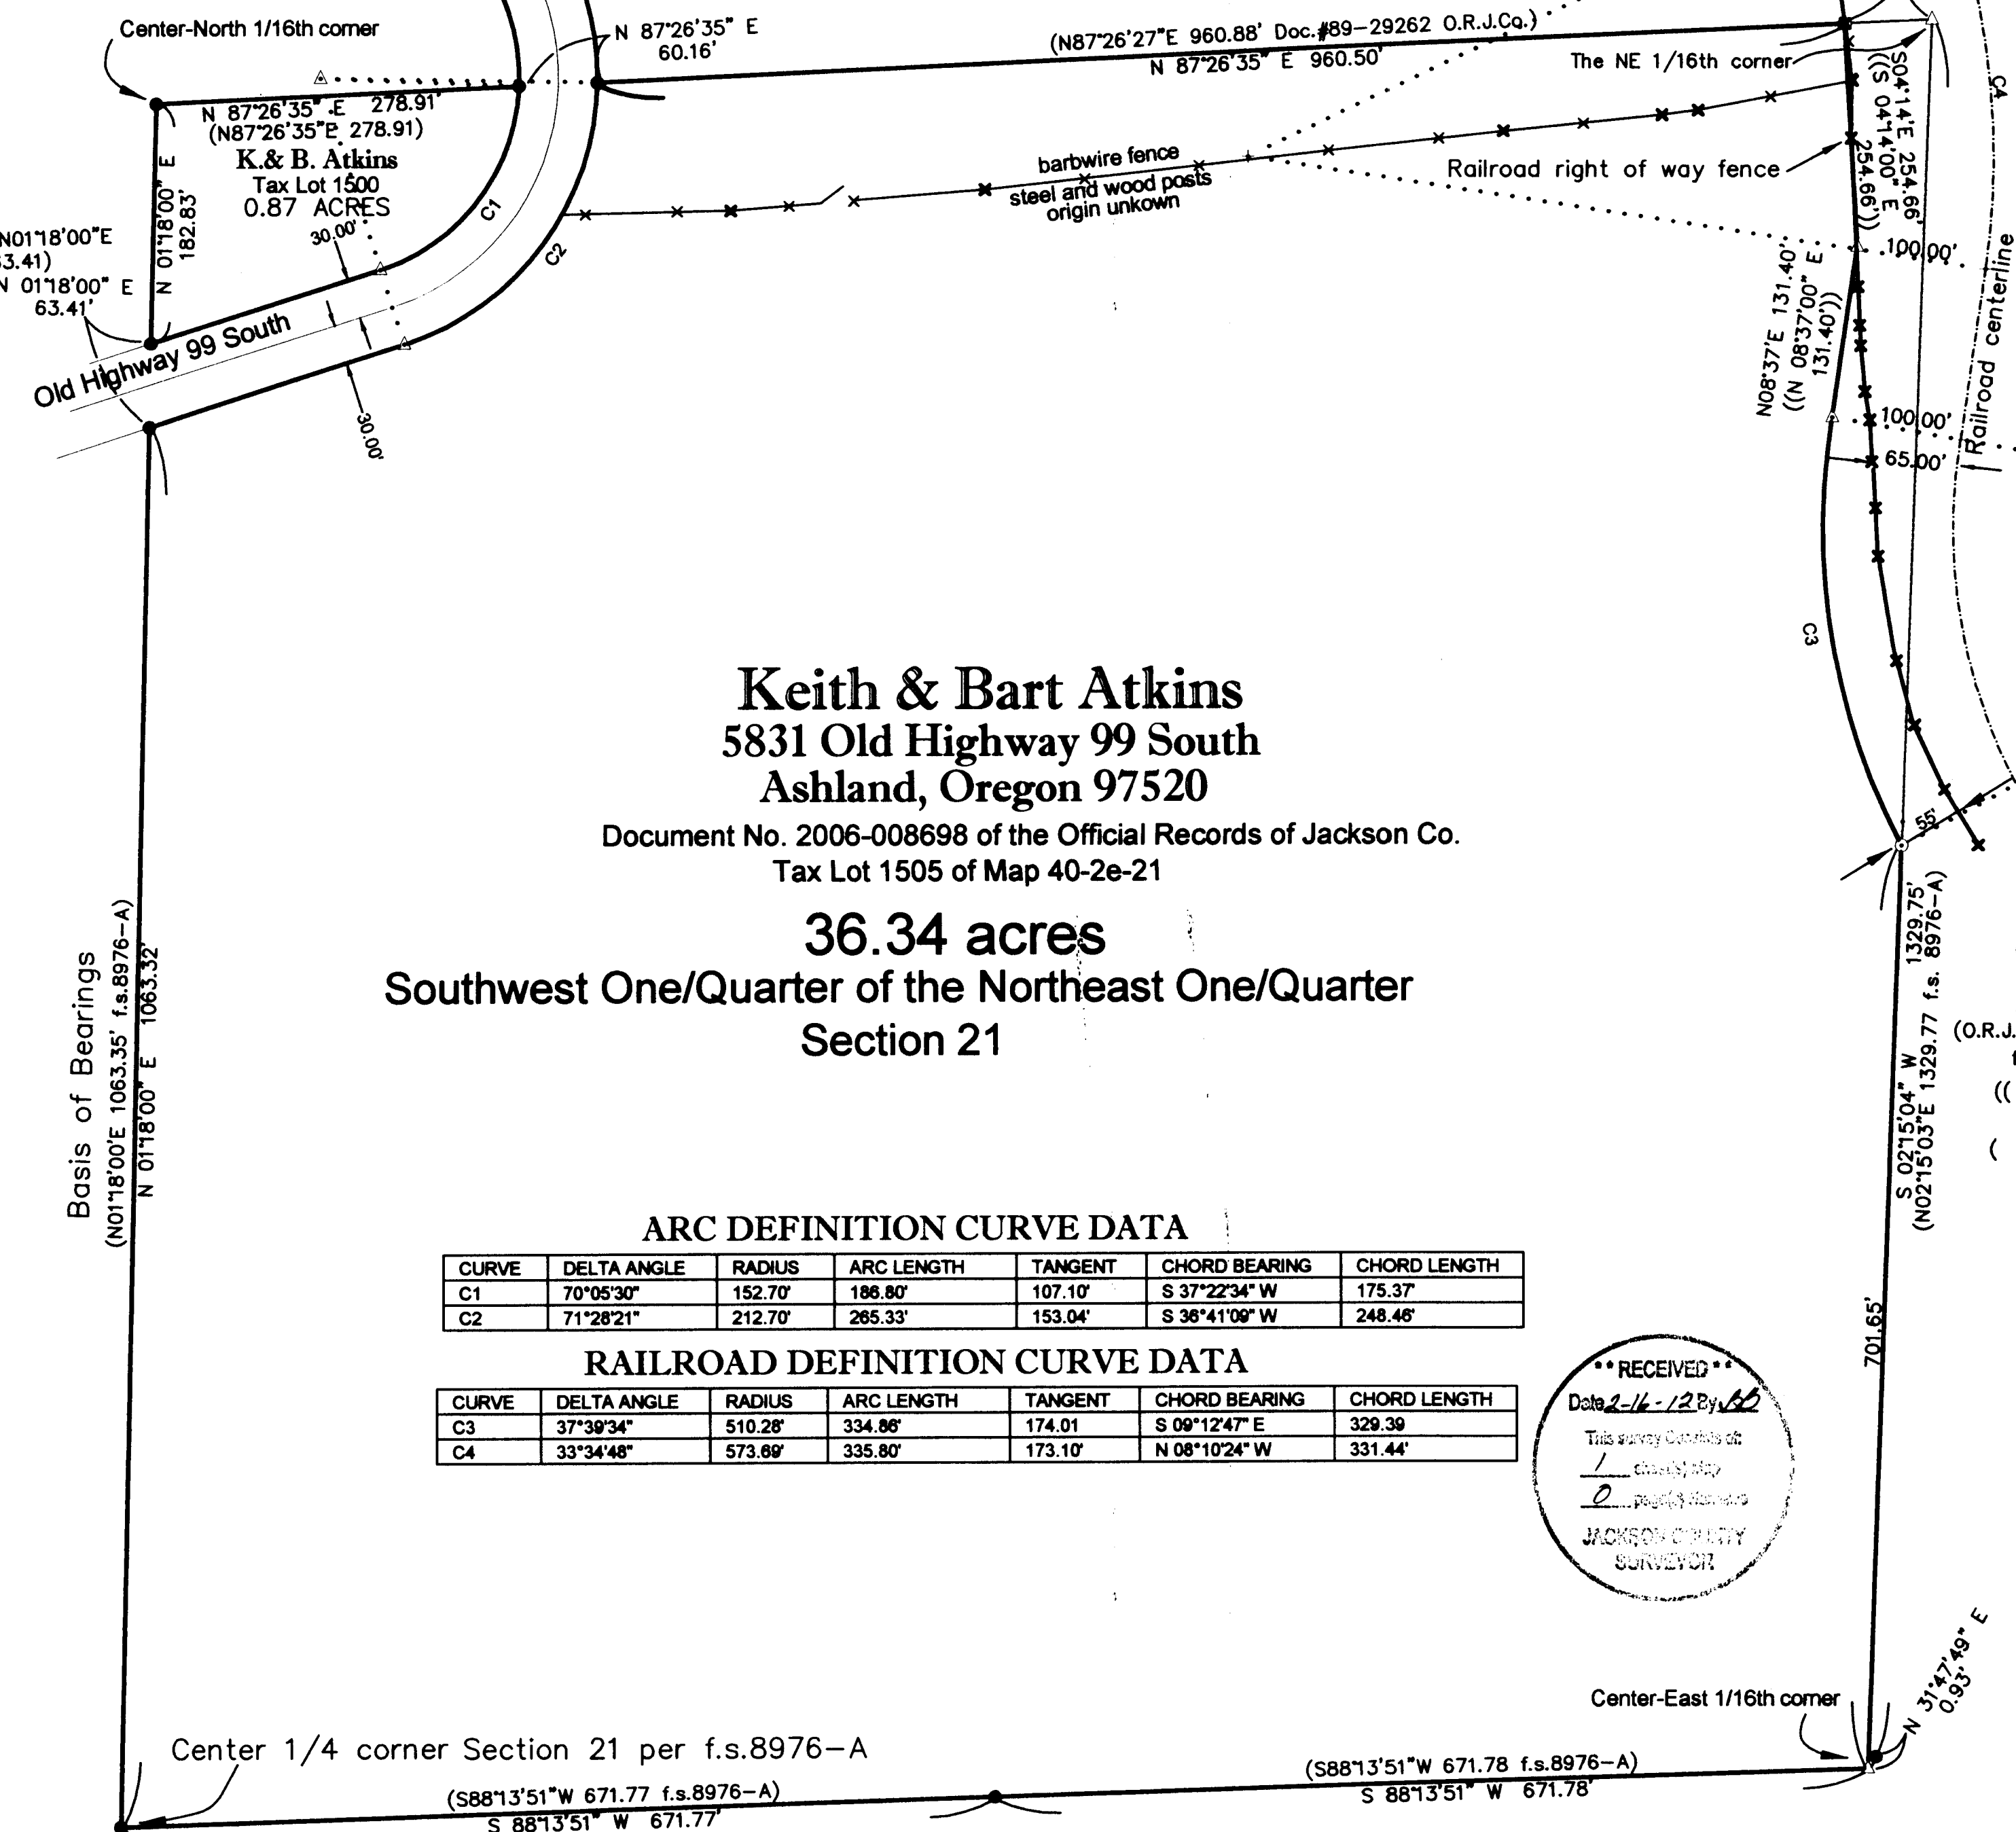 Center-North 1/16th corner
N 87°26'35" E
60.16'
(N87°26'27"E 960.88' Doc.#89-29262 O.R.J.Co.)
N 87°26'35" E 960.50'
The NE 1/16th corner
S04°14'E 254.66'
((S 04°14'00" E
254.66'))
C4
N 87°26'35" E 278.91'
(N87°26'35"E 278.91)
K.& B. Atkins
Tax Lot 1500
0.87 ACRES
30.00'
C1
C2
N 01°18'00" E
182.83'
N01°18'00"E
3.41)
N 01°18'00" E
63.41'
Old Highway 99 South
30.00'
barbwire fence
steel and wood posts
origin unkown
Railroad right of way fence
100.00'
N08°37'E 131.40'
((N 08°37'00" E
131.40'))
100.00'
65.00'
Railroad centerline
C3
55'
Keith & Bart Atkins
5831 Old Highway 99 South
Ashland, Oregon 97520
Document No. 2006-008698 of the Official Records of Jackson Co.
Tax Lot 1505 of Map 40-2e-21
36.34 acres
Southwest One/Quarter of the Northeast One/Quarter
Section 21
Basis of Bearings
(N01°18'00'E 1063.35' f.s.8976-A)
N 01°18'00" E 1063.32'
S 02°15'04" W 1329.75'
(N02°15'03"E 1329.77 f.s. 8976-A)
(O.R.J.
((
(
701.65'
ARC DEFINITION CURVE DATA
CURVE DELTA ANGLE RADIUS ARC LENGTH TANGENT CHORD BEARING CHORD LENGTH
C1 70°05'30" 152.70' 186.80' 107.10' S 37°22'34" W 175.37'
C2 71°28'21" 212.70' 265.33' 153.04' S 36°41'09" W 248.46'
RAILROAD DEFINITION CURVE DATA
CURVE DELTA ANGLE RADIUS ARC LENGTH TANGENT CHORD BEARING CHORD LENGTH
C3 37°39'34" 510.28' 334.86' 174.01 S 09°12'47" E 329.39
C4 33°34'48" 573.69' 335.80' 173.10' N 08°10'24" W 331.44'
** RECEIVED **
Date 2-16-12 By
This survey Consists of:
1
0 page(s)
JACKSON COUNTY
SURVEYOR
N 31°47'49" E
0.93'
Center-East 1/16th corner
Center 1/4 corner Section 21 per f.s.8976-A
(S88°13'51"W 671.77 f.s.8976-A)
S 88°13'51" W 671.77'
(S88°13'51"W 671.78 f.s.8976-A)
S 88°13'51" W 671.78'